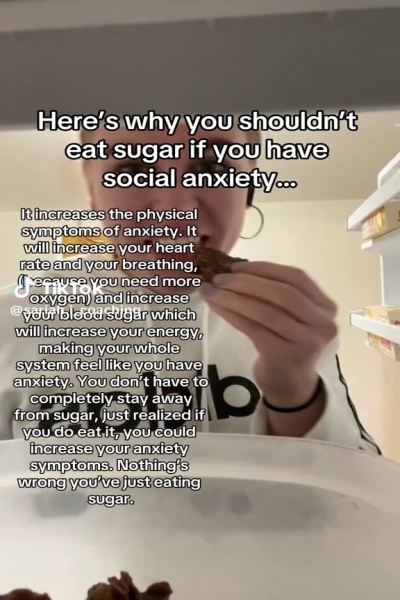 Here's why you shouldn't
eat sugar if you have
social anxiety...
It increases the physical
symptoms of anxiety. It
will increase your heart
rate and your breathing,
(because you need more
oxygen) and increase
your blood sugar which
will increase your energy,
making your whole
system feel like you have
anxiety. You don't have to
completely stay away
from sugar, just realized if
you do eat it, you could
increase your anxiety
symptoms. Nothing's
wrong you've just eating
sugar.
TikTok